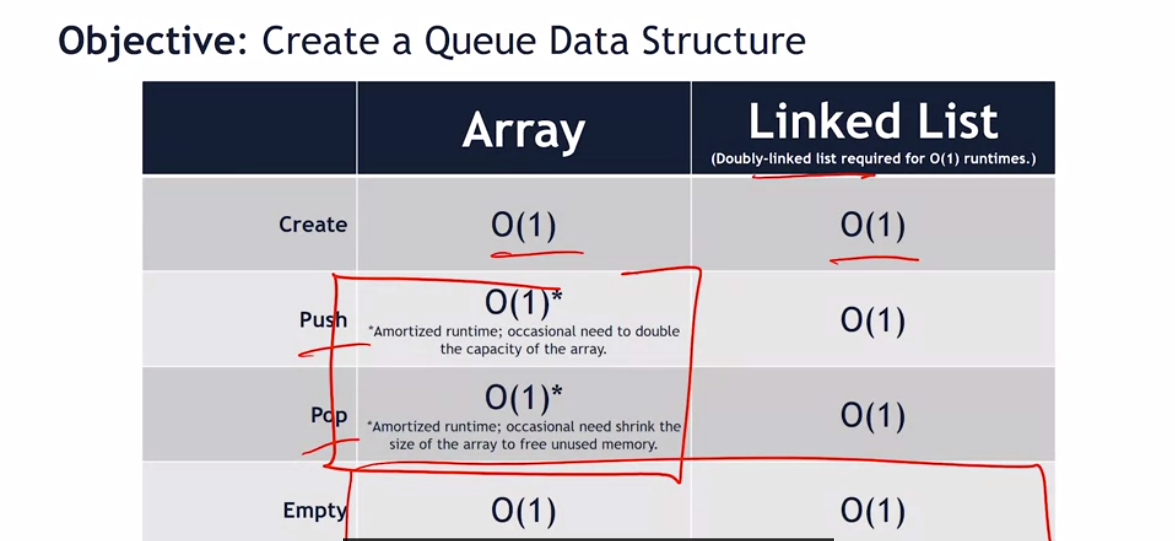 Objective: Create a Queue Data Structure
Array
Linked List
(Doubly-linked list required for O(1) runtimes.)
Create
O(1)
O(1)
Push
O(1)*
*Amortized runtime; occasional need to double
the capacity of the array.
O(1)
Pop
O(1)*
*Amortized runtime; occasional need shrink the
size of the array to free unused memory.
O(1)
Empty
O(1)
O(1)